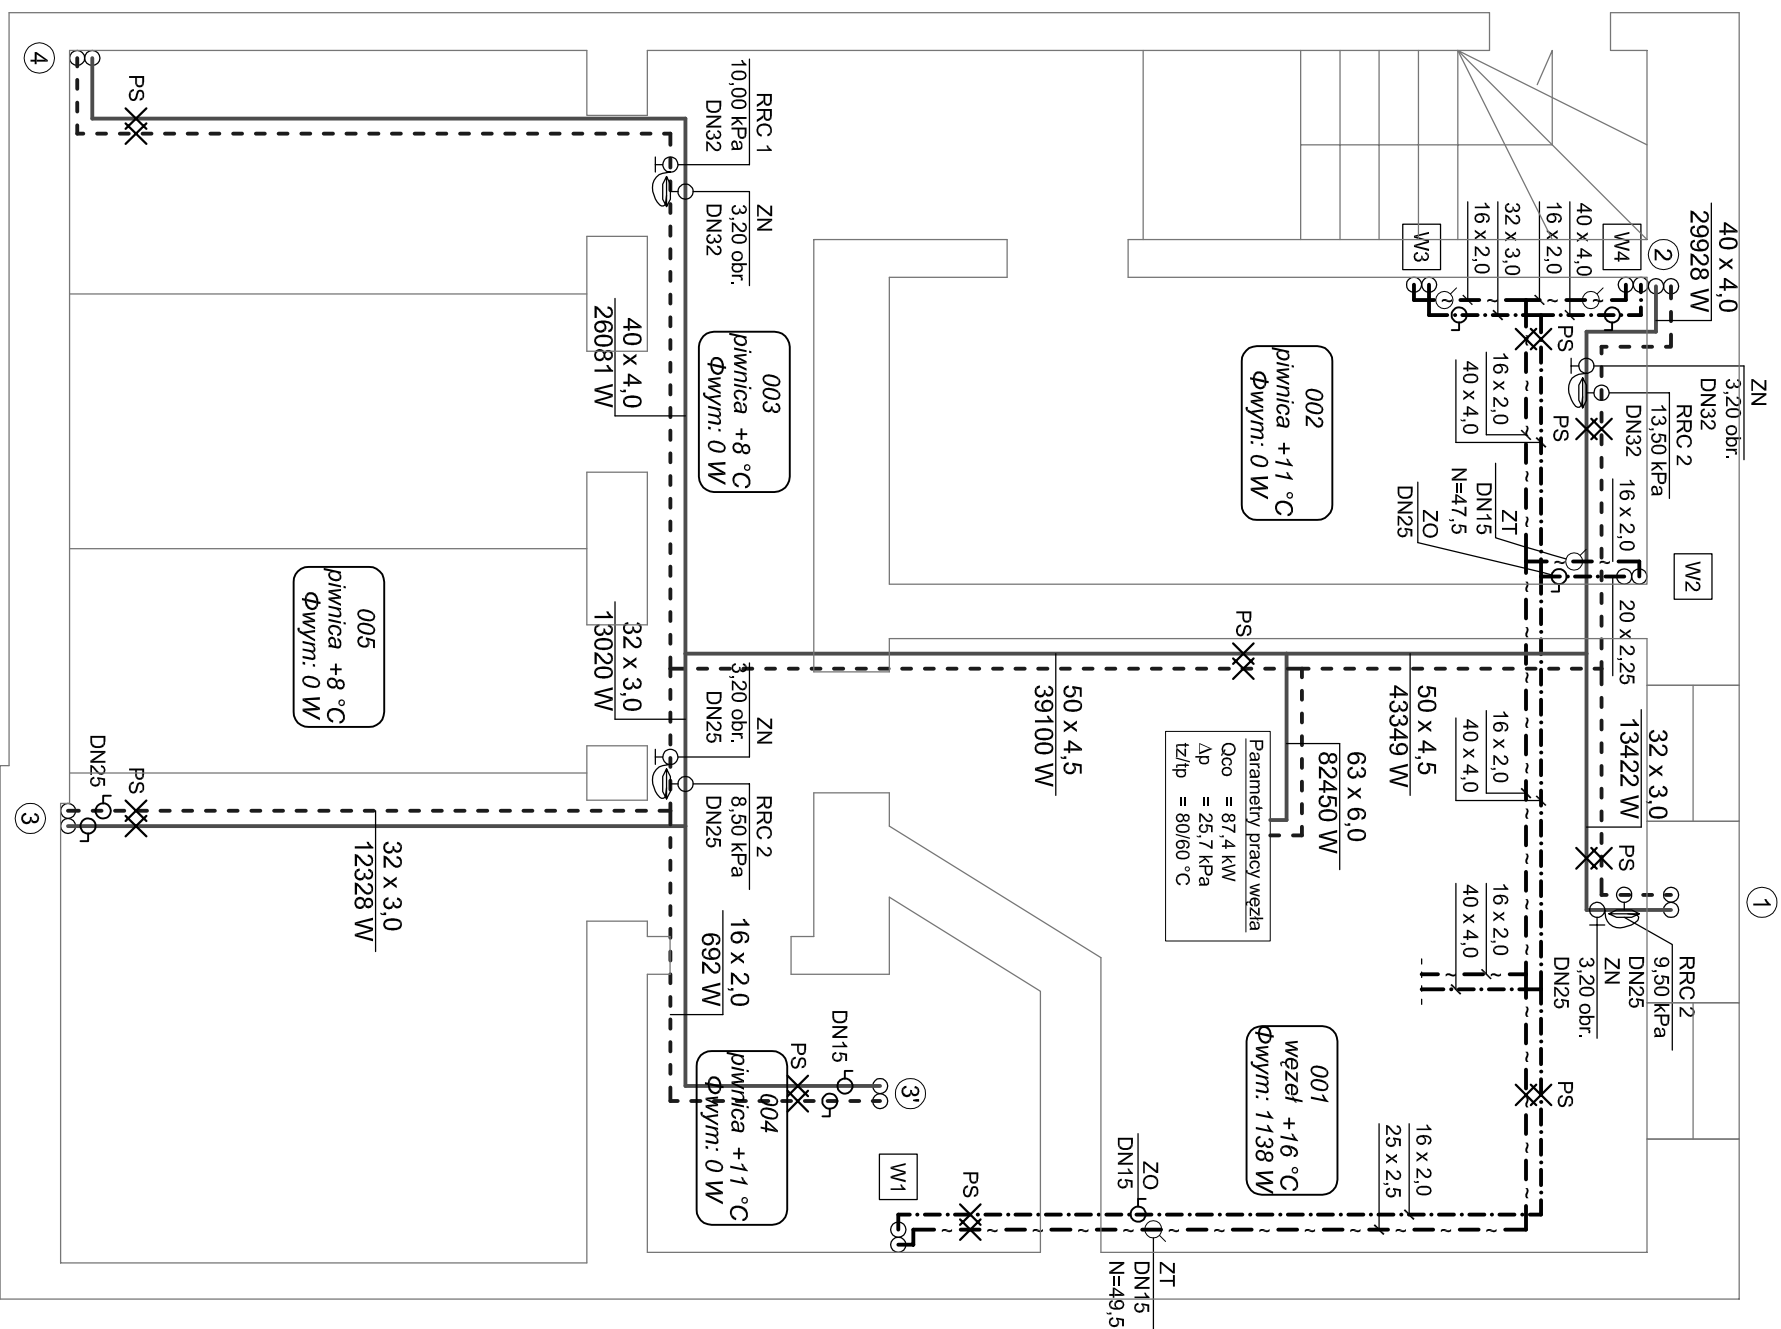 4
PS
RRC 1
10,00 kPa
DN32
ZN
3,20 obr.
DN32
40 x 4,0
26081 W
003
piwnica +8 °C
Φwym: 0 W
005
piwnica +8 °C
Φwym: 0 W
32 x 3,0
13020 W
ZN
3,20 obr.
DN25
RRC 2
8,50 kPa
DN25
DN25
PS
3
32 x 3,0
12328 W
16 x 2,0
692 W
004
piwnica +11 °C
Φwym: 0 W
PS
DN15
3'
W1
PS
ZO
DN15
ZT
DN15
N=49,5
16 x 2,0
25 x 2,5
001
węzeł +16 °C
Φwym: 1138 W
PS
16 x 2,0
40 x 4,0
RRC 2
9,50 kPa
DN25
ZN
3,20 obr.
DN25
1
PS
32 x 3,0
13422 W
16 x 2,0
40 x 4,0
63 x 6,0
82450 W
Parametry pracy węzła
Qco = 87,4 kW
Δp = 25,7 kPa
tz/tp = 80/60 °C
50 x 4,5
43349 W
50 x 4,5
39100 W
PS
20 x 2,25
W2
16 x 2,0
ZT
DN15
N=47,5
ZO
DN25
002
piwnica +11 °C
Φwym: 0 W
16 x 2,0
40 x 4,0
PS
PS
RRC 2
13,50 kPa
DN32
ZN
3,20 obr.
DN32
40 x 4,0
29928 W
2
W4
W3
40 x 4,0
16 x 2,0
32 x 3,0
16 x 2,0